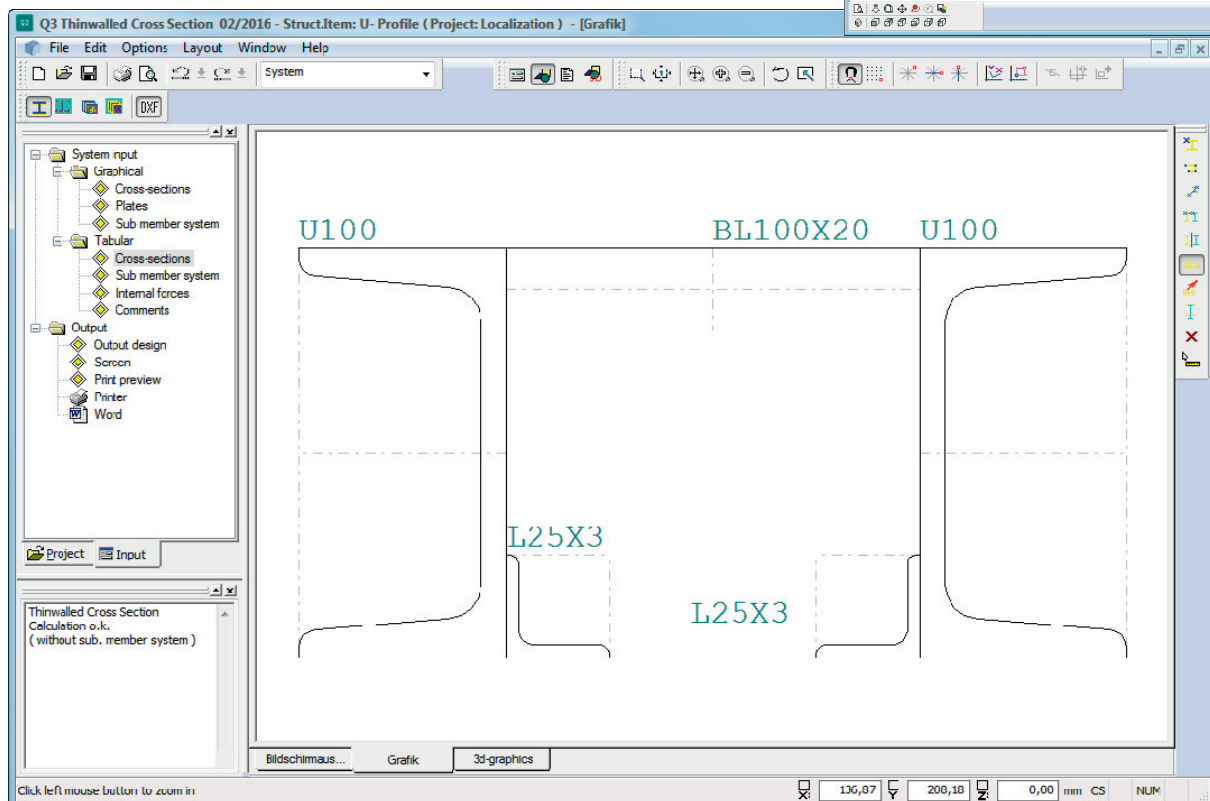 Q3 Thinwalled Cross Section 02/2016 - Struct.Item: U- Profile ( Project: Localization ) - [Grafik]
File Edit Options Layout Window Help
System
DXF
System input
Graphical
Cross-sections
Plates
Sub member system
Tabular
Cross-sections
Sub member system
Internal forces
Comments
Output
Output design
Screen
Print preview
Printer
Word
Project Input
Thinwalled Cross Section
Calculation o.k.
( without sub. member system )
U100 BL100X20 U100
L25X3
L25X3
Bildschirmaus... Grafik 3d-graphics
Click left mouse button to zoom in
X: 136,87 Y 208,18 Z: 0,00 mm CS NUM